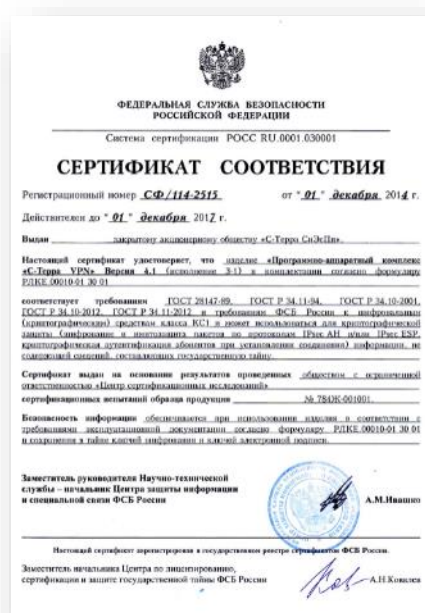 ФЕДЕРАЛЬНАЯ СЛУЖБА БЕЗОПАСНОСТИ
РОССИЙСКОЙ ФЕДЕРАЦИИ
Система сертификации РОСС RU.0001.030001
СЕРТИФИКАТ СООТВЕТСТВИЯ
Регистрационный номер СФ/114-2515 от "01" декабря 2014 г.
Действителен до "01" декабря 2017 г.
Выдан закрытому акционерному обществу «С-Терра СиЭсПи».
Настоящий сертификат удостоверяет, что изделие «Программно-аппаратный комплекс
«С-Терра VPN» Версия 4.1 (исполнение 3-1) в комплектации согласно формуляру
РЛКЕ.00010-01 30 01
соответствует требованиям ГОСТ 28147-89, ГОСТ Р 34.11-94, ГОСТ Р 34.10-2001,
ГОСТ Р 34.10-2012, ГОСТ Р 34.11-2012 и требованиям ФСБ России к шифровальным
(криптографическим) средствам класса КС1 и может использоваться для криптографической
защиты (шифрование и имитозащита пакетов по протоколам IPsec AH и/или IPsec ESP,
криптографическая аутентификация абонентов при установлении соединения) информации, не
содержащей сведений, составляющих государственную тайну.
Сертификат выдан на основании результатов проведенных обществом с ограниченной
ответственностью «Центр сертификационных исследований»
сертификационных испытаний образца продукции № 784Ж-001001.
Безопасность информации обеспечивается при использовании изделия в соответствии с
требованиями эксплуатационной документации согласно формуляру РЛКЕ.00010-01 30 01
и сохранения в тайне ключей шифрования и ключей электронной подписи.
Заместитель руководителя Научно-технической
службы – начальник Центра защиты информации
и специальной связи ФСБ России А.М.Ивашко
Настоящий сертификат зарегистрирован в государственном реестре сертификатов ФСБ России.
Заместитель начальника Центра по лицензированию,
сертификации и защите государственной тайны ФСБ России А.Н.Ковалев